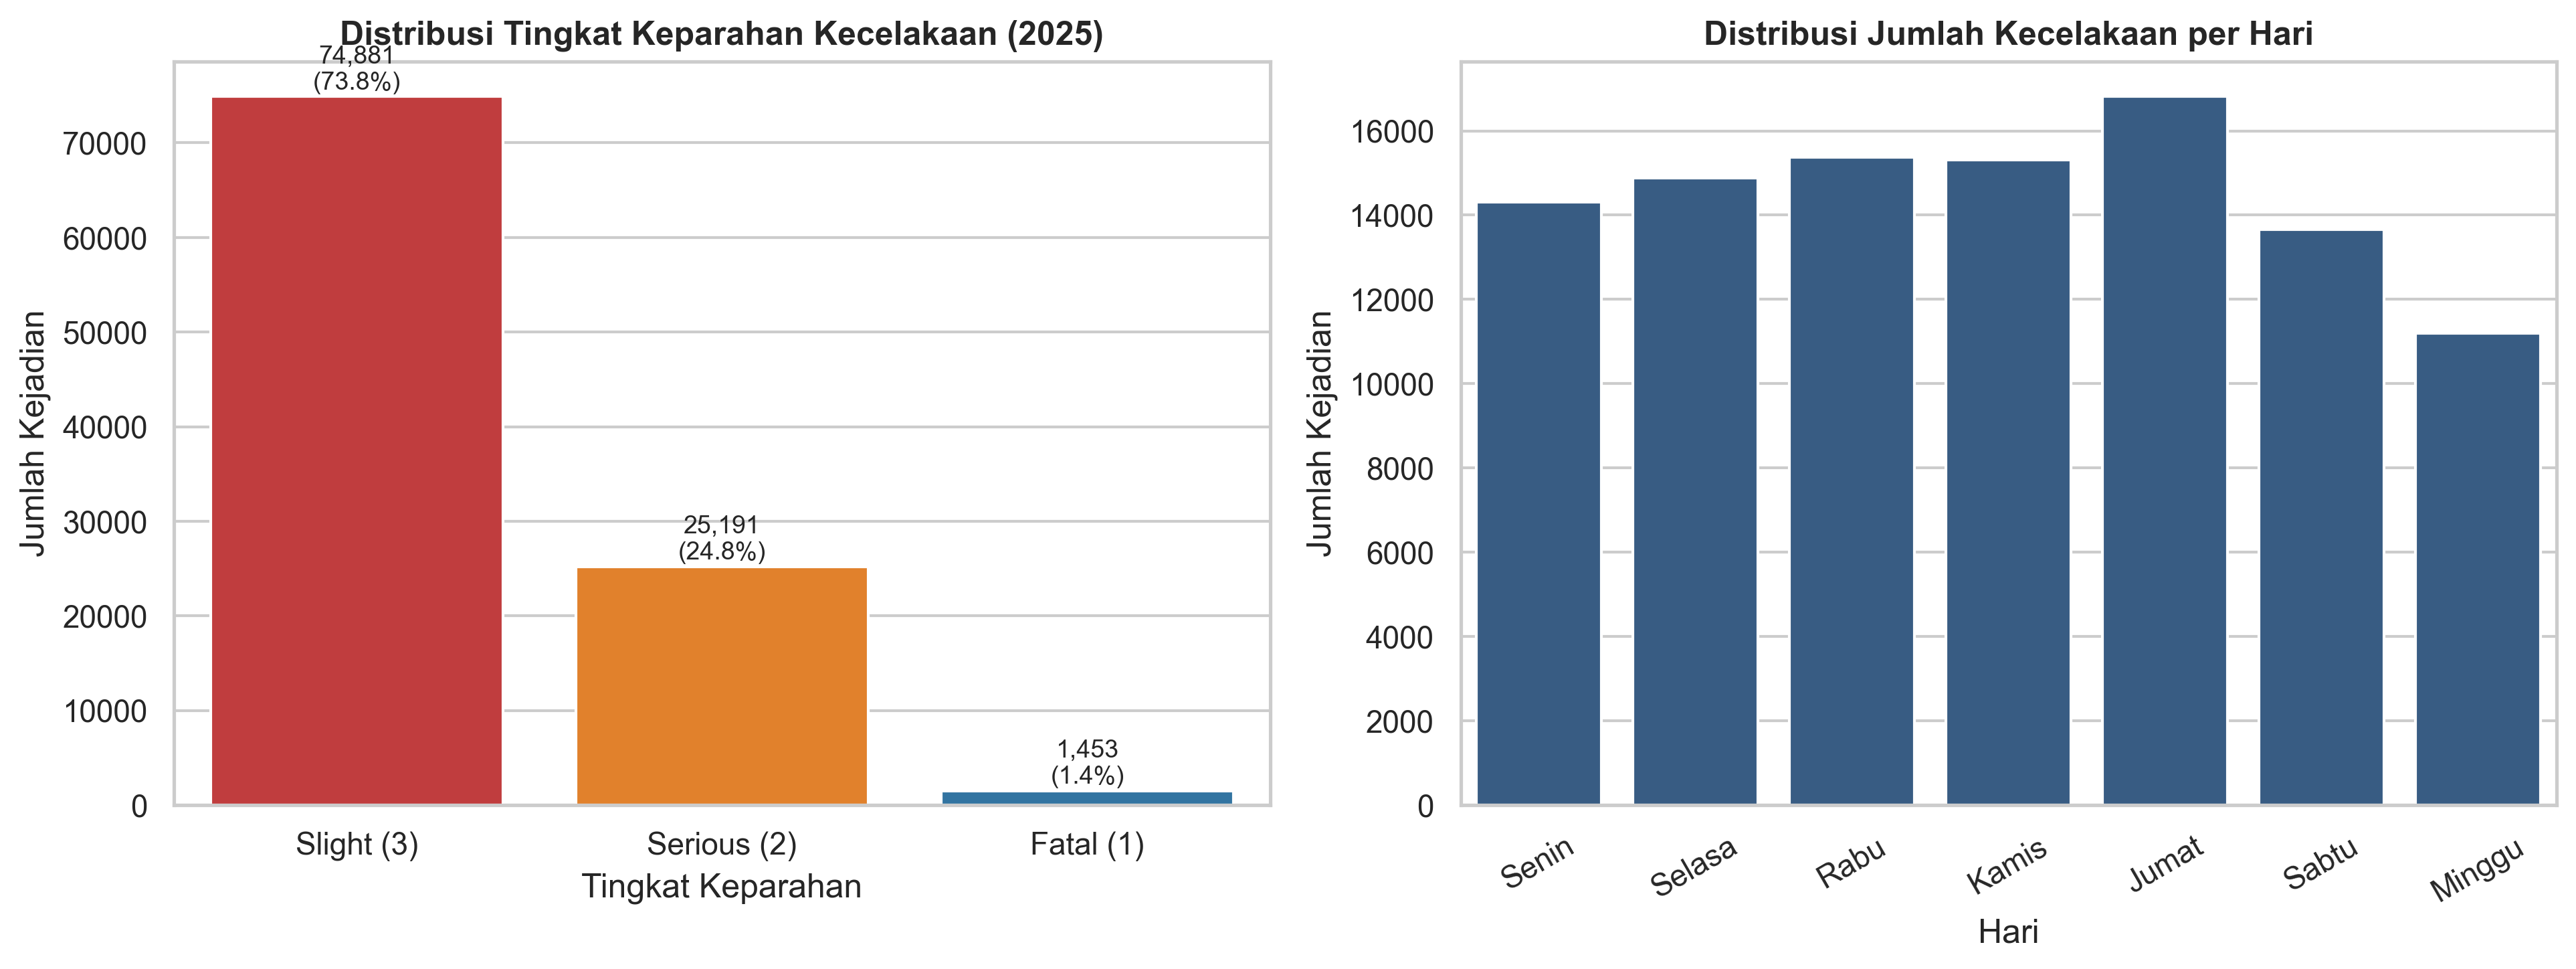 Distribusi Tingkat Keparahan Kecelakaan (2025)
74,881
(73.8%)
25,191
(24.8%)
1,453
(1.4%)
Jumlah Kejadian
70000
60000
50000
40000
30000
20000
10000
0
Slight (3)
Serious (2)
Fatal (1)
Tingkat Keparahan
Distribusi Jumlah Kecelakaan per Hari
Jumlah Kejadian
16000
14000
12000
10000
8000
6000
4000
2000
0
Senin
Selasa
Rabu
Kamis
Jumat
Sabtu
Minggu
Hari